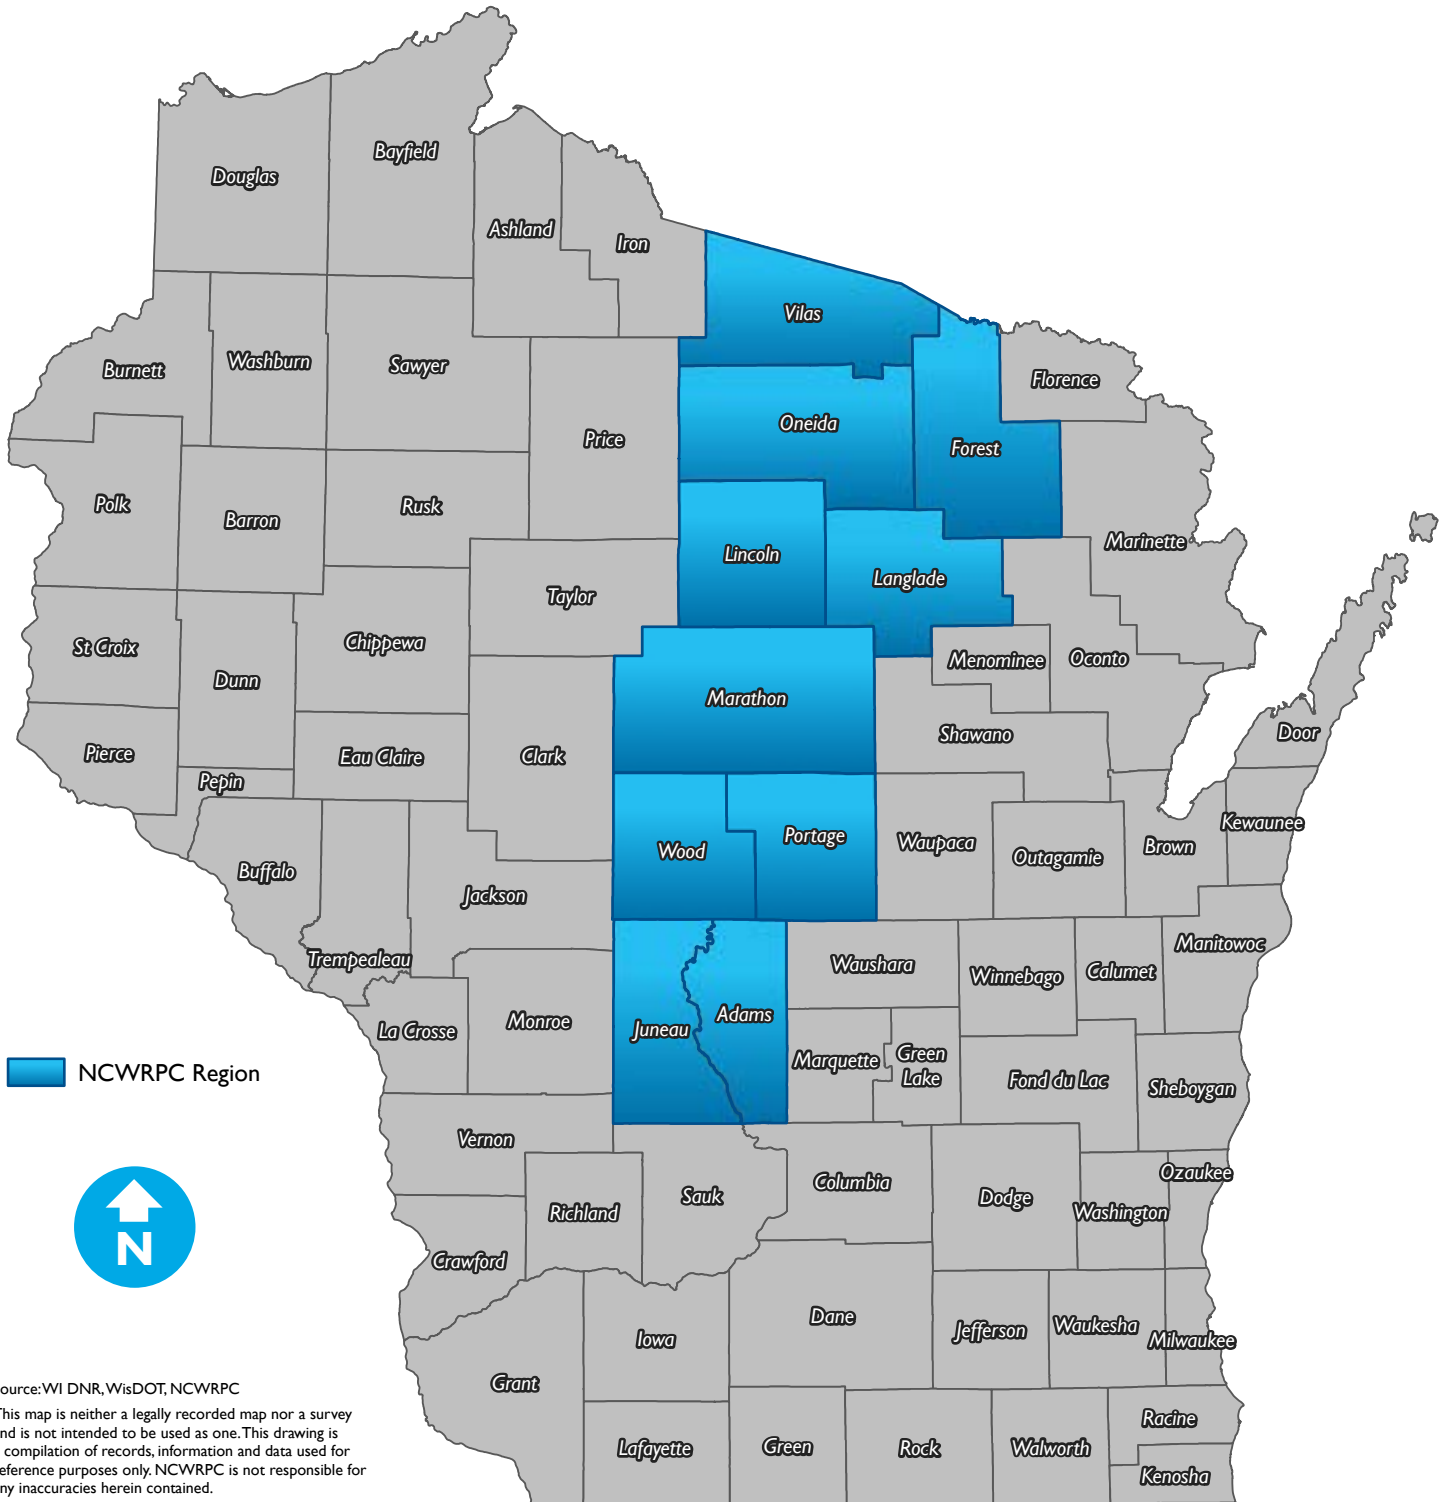 Bayfield
Douglas
Ashland
Iron
Vilas
Burnett
Washburn
Sawyer
Florence
Oneida
Price
Forest
Polk
Barron
Rusk
Marinette
Lincoln
Langlade
Taylor
St Croix
Chippewa
Menominee
Oconto
Dunn
Marathon
Door
Shawano
Pierce
Eau Claire
Clark
Pepin
Kewaunee
Portage
Waupaca
Brown
Wood
Outagamie
Buffalo
Jackson
Manitowoc
Trempealeau
Waushara
Calumet
Winnebago
Adams
Monroe
La Crosse
Juneau
Green
Lake
Marquette
NCWRPC Region
Fond du Lac
Sheboygan
Vernon
Ozaukee
Columbia
Sauk
Dodge
Richland
Washington
N
Crawford
Dane
Waukesha
Jefferson
Iowa
Milwaukee
Grant
ource: WI DNR, WisDOT, NCWRPC
This map is neither a legally recorded map nor a survey
nd is not intended to be used as one. This drawing is
compilation of records, information and data used for
eference purposes only. NCWRPC is not responsible for
ny inaccuracies herein contained.
Racine
Lafayette
Green
Rock
Walworth
Kenosha